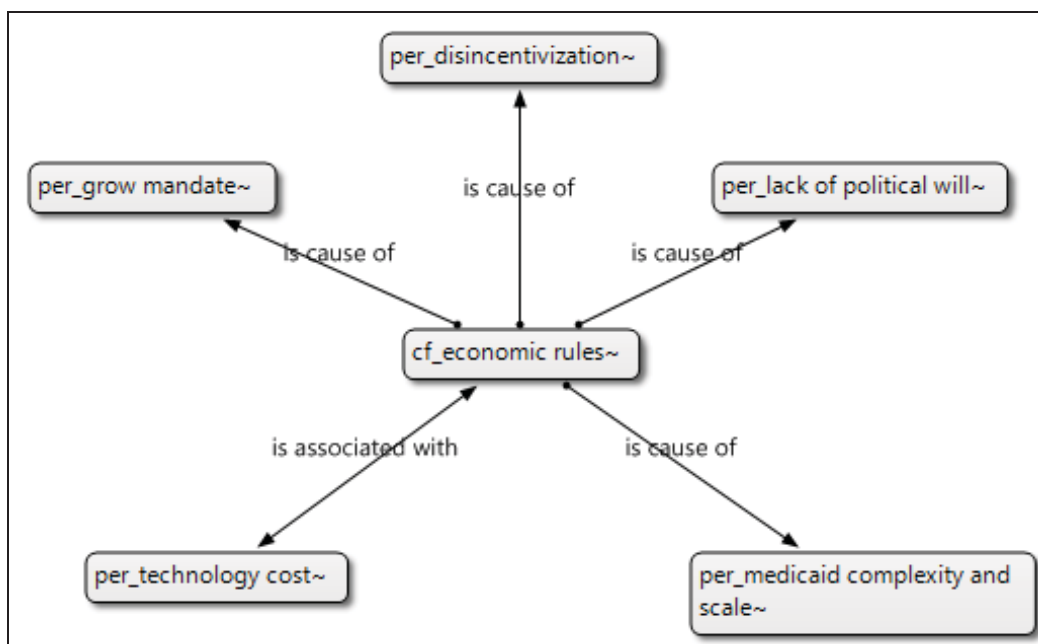 per_disincentivization~
per_grow mandate~
is cause of
per_lack of political will~
is cause of
is cause of
cf_economic rules~
is associated with
is cause of
per_technology cost~
per_medicaid complexity and
scale~